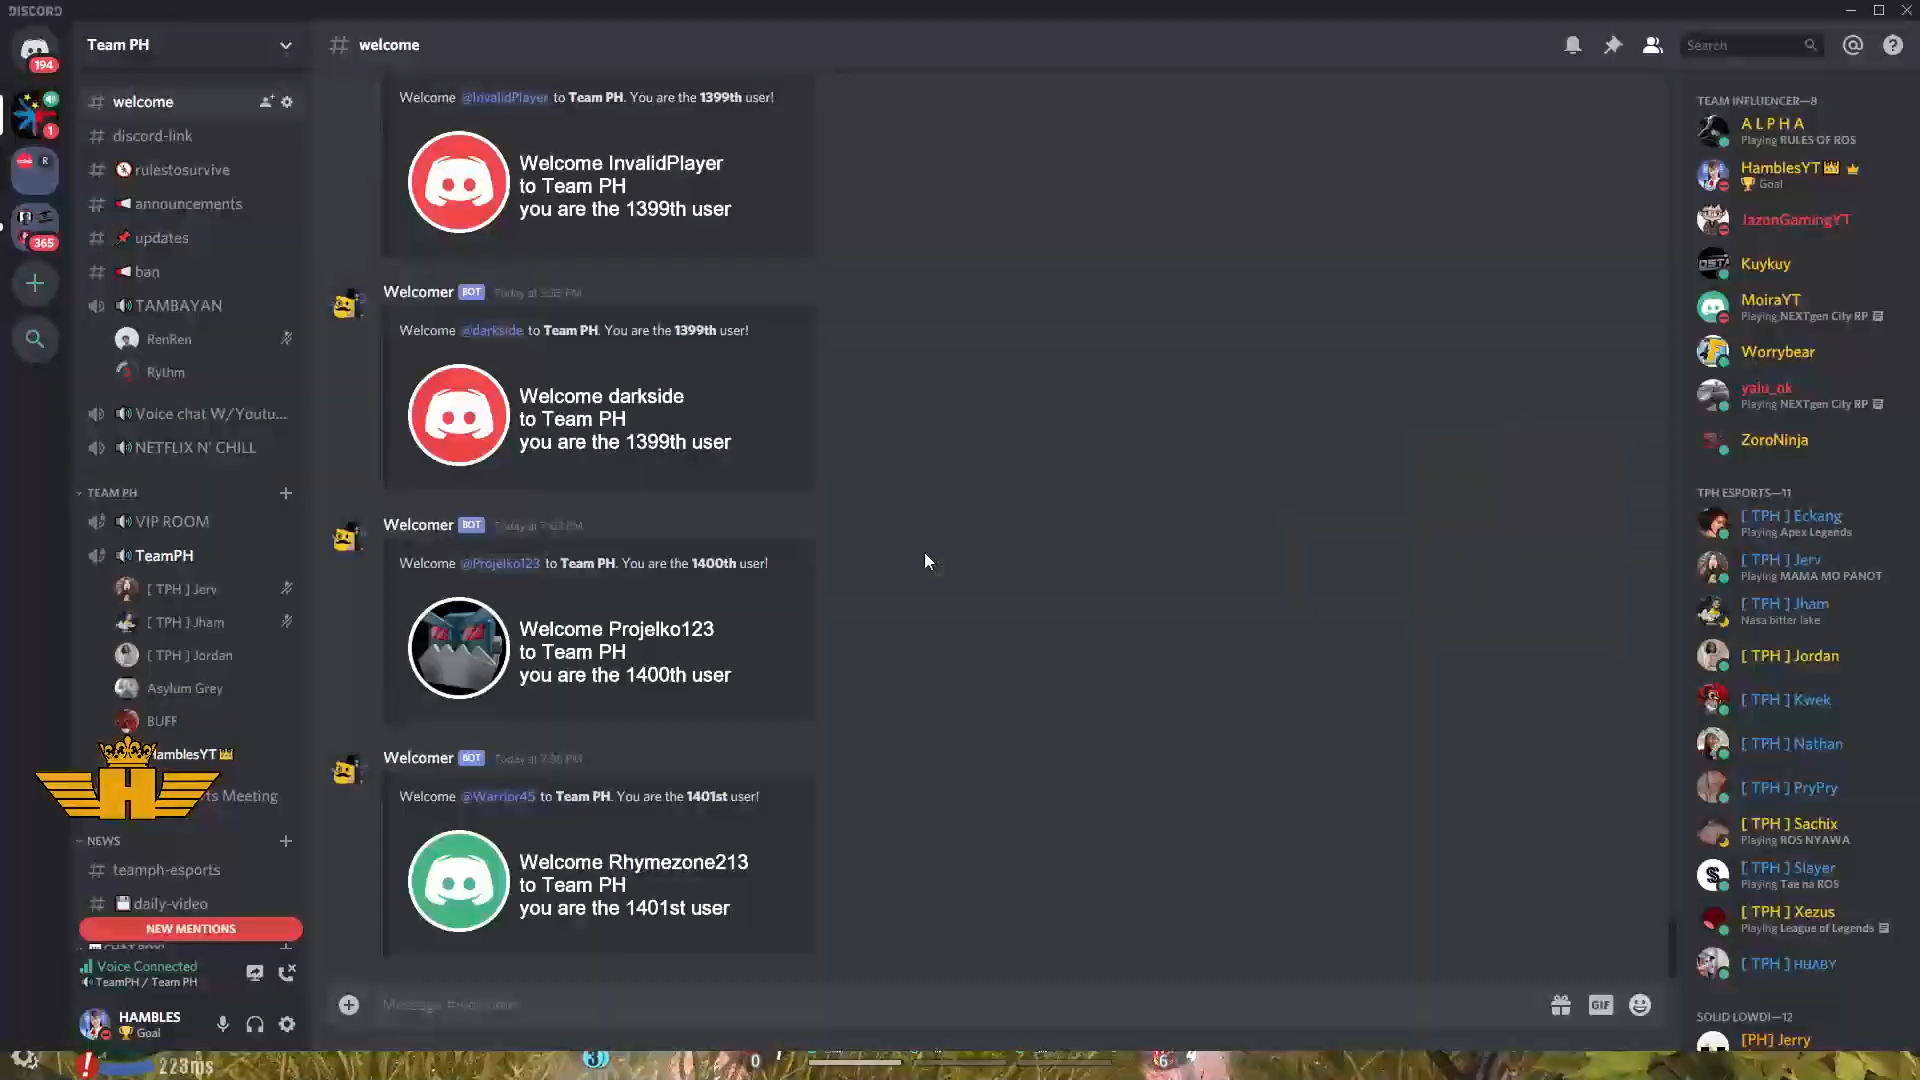 DISCORD
194
1
365
Team PH
welcome
discord-link
rulestosurvive
announcements
updates
ban
TAMBAYAN
RenRen
Rythm
Voice chat W/Youtu...
NETFLIX N' CHILL
TEAM PH
VIP ROOM
TeamPH
[ TPH ] Jerv
[ TPH ] Jham
[ TPH ] Jordan
Asylum Grey
BUFF
HamblesYT
H
ts Meeting
NEWS
teamph-esports
daily-video
NEW MENTIONS
Voice Connected
TeamPH / Team PH
HAMBLES
Goal
223ms
# welcome
Search
Welcome @InvalidPlayer to Team PH. You are the 1399th user!
Welcome InvalidPlayer
to Team PH
you are the 1399th user
Welcomer BOT
Welcome @darkside to Team PH. You are the 1399th user!
Welcome darkside
to Team PH
you are the 1399th user
Welcomer BOT
Welcome @Projelko123 to Team PH. You are the 1400th user!
Welcome Projelko123
to Team PH
you are the 1400th user
Welcomer BOT
Welcome @Warrior45 to Team PH. You are the 1401st user!
Welcome Rhymezone213
to Team PH
you are the 1401st user
Message #welcome
GIF
TEAM INFLUENCER—8
A L P H A
Playing RULES OF ROS
HamblesYT
Goal
JazonGamingYT
Kuykuy
MoiraYT
Playing NEXTgen City RP
Worrybear
yalu_ok
Playing NEXTgen City RP
ZoroNinja
TPH ESPORTS—11
[ TPH ] Eckang
Playing Apex Legends
[ TPH ] Jerv
Playing MAMA MO PANOT
[ TPH ] Jham
Nasa bitter lake
[ TPH ] Jordan
[ TPH ] Kwek
[ TPH ] Nathan
[ TPH ] PryPry
[ TPH ] Sachix
Playing ROS NYAWA
[ TPH ] Slayer
Playing Tae na ROS
[ TPH ] Xezus
Playing League of Legends
[ TPH ] HUABY
SOLID LOWDI—12
[PH] Jerry